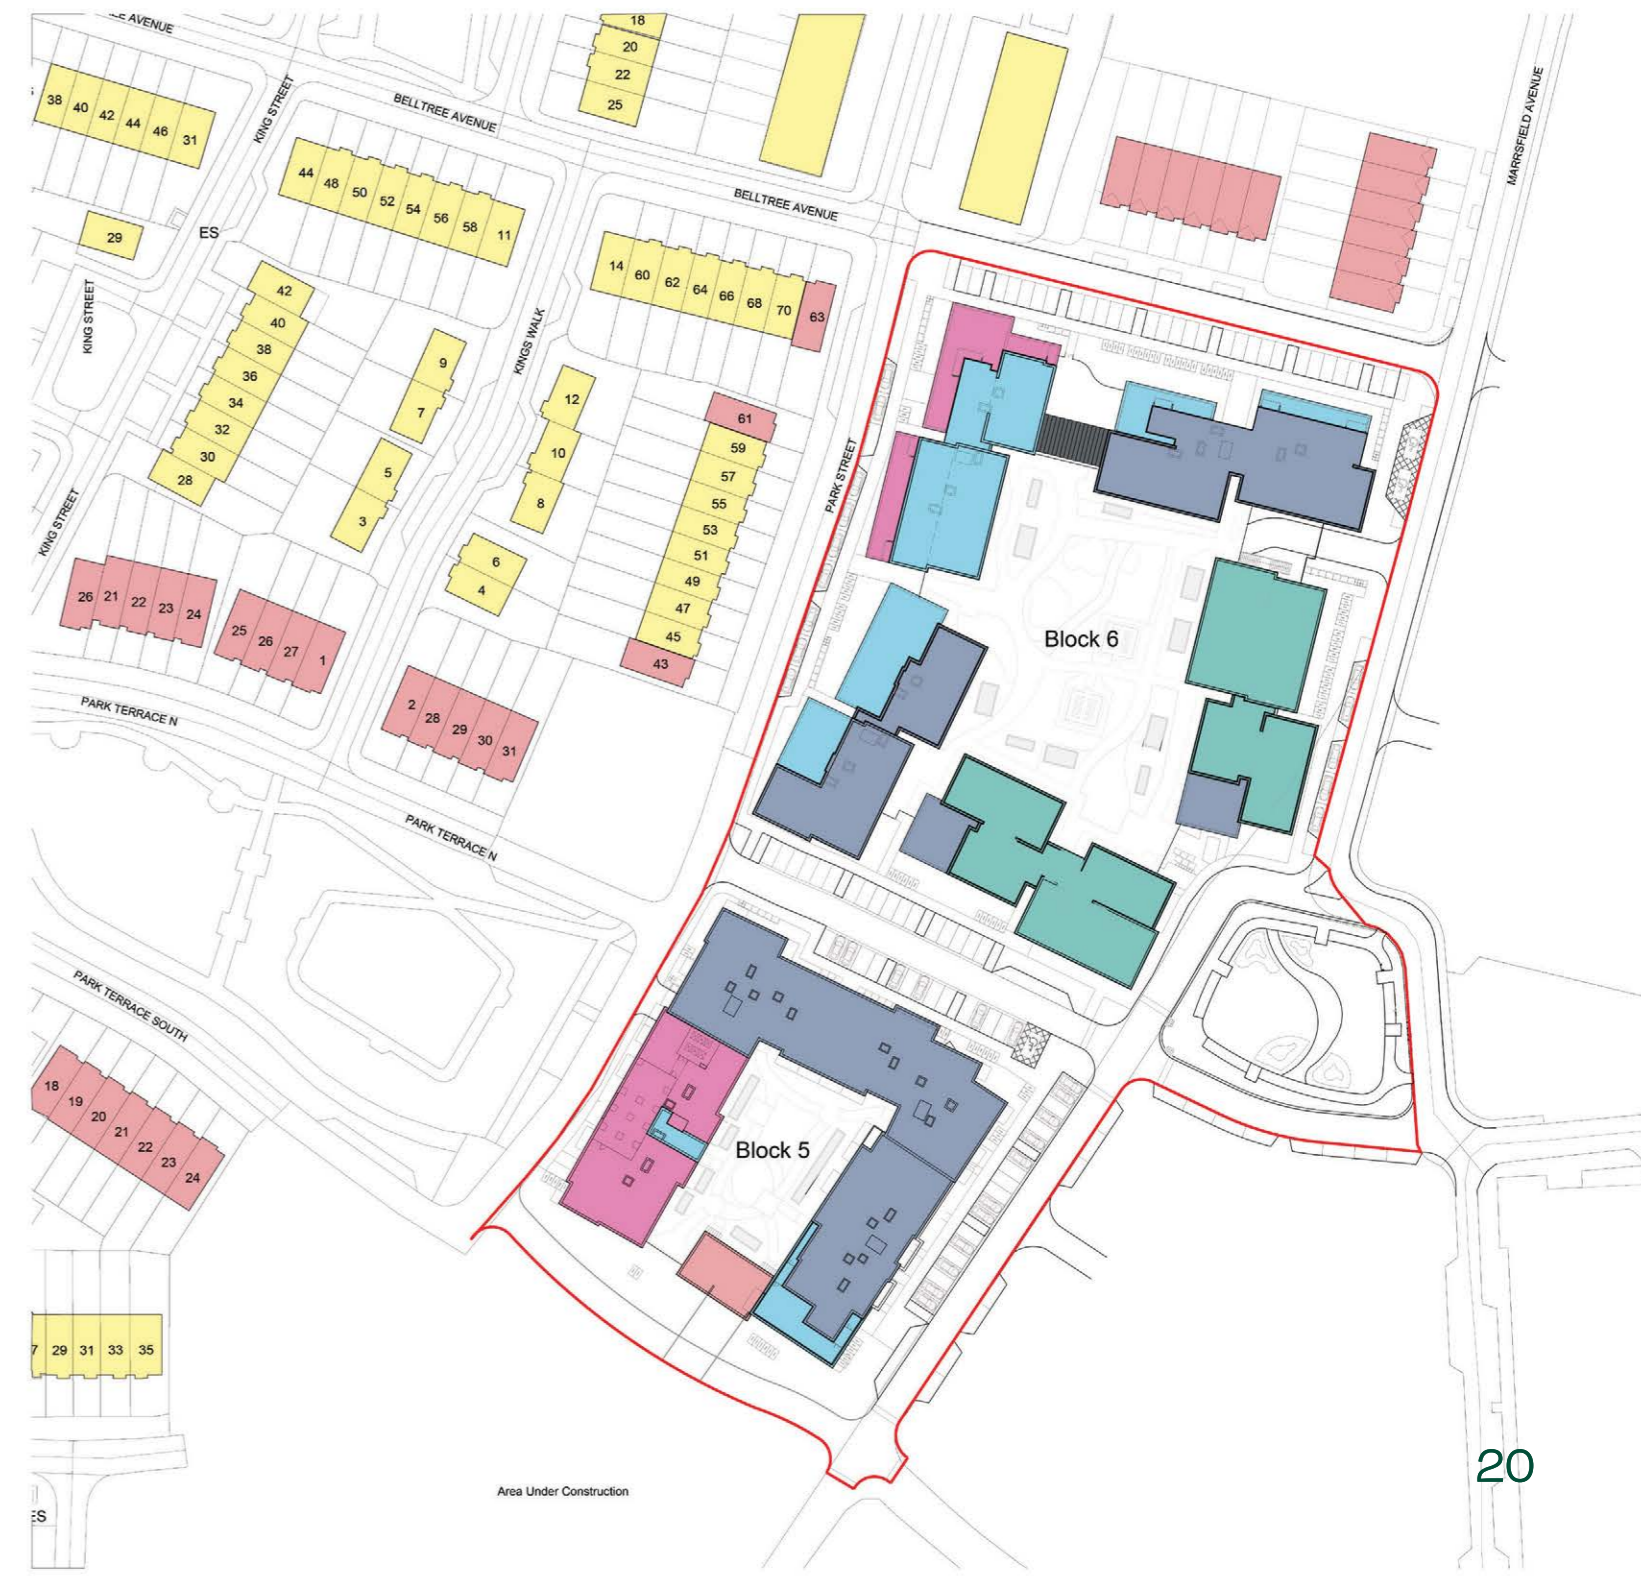 EE AVENUE
18
20
22
25
38 40 42 44 46 31
KING STREET
BELLTREE AVENUE
MARRSFIELD AVENUE
44 48 50 52 54 56 58 11
BELLTREE AVENUE
29
ES
14 60 62 64 66 68 70 63
KING STREET
42
40
38
36
34
32
30
28
KINGS WALK
9
7
5
3
12
10
8
6
4
61
59
57
55
53
51
49
47
45
43
PARK STREET
KING STREET
26 21 22 23 24
25 26 27 1
2 28 29 30 31
Block 6
PARK TERRACE N
PARK TERRACE N
PARK TERRACE SOUTH
18 19 20 21 22 23 24
Block 5
7 29 31 33 35
20
Area Under Construction
ES